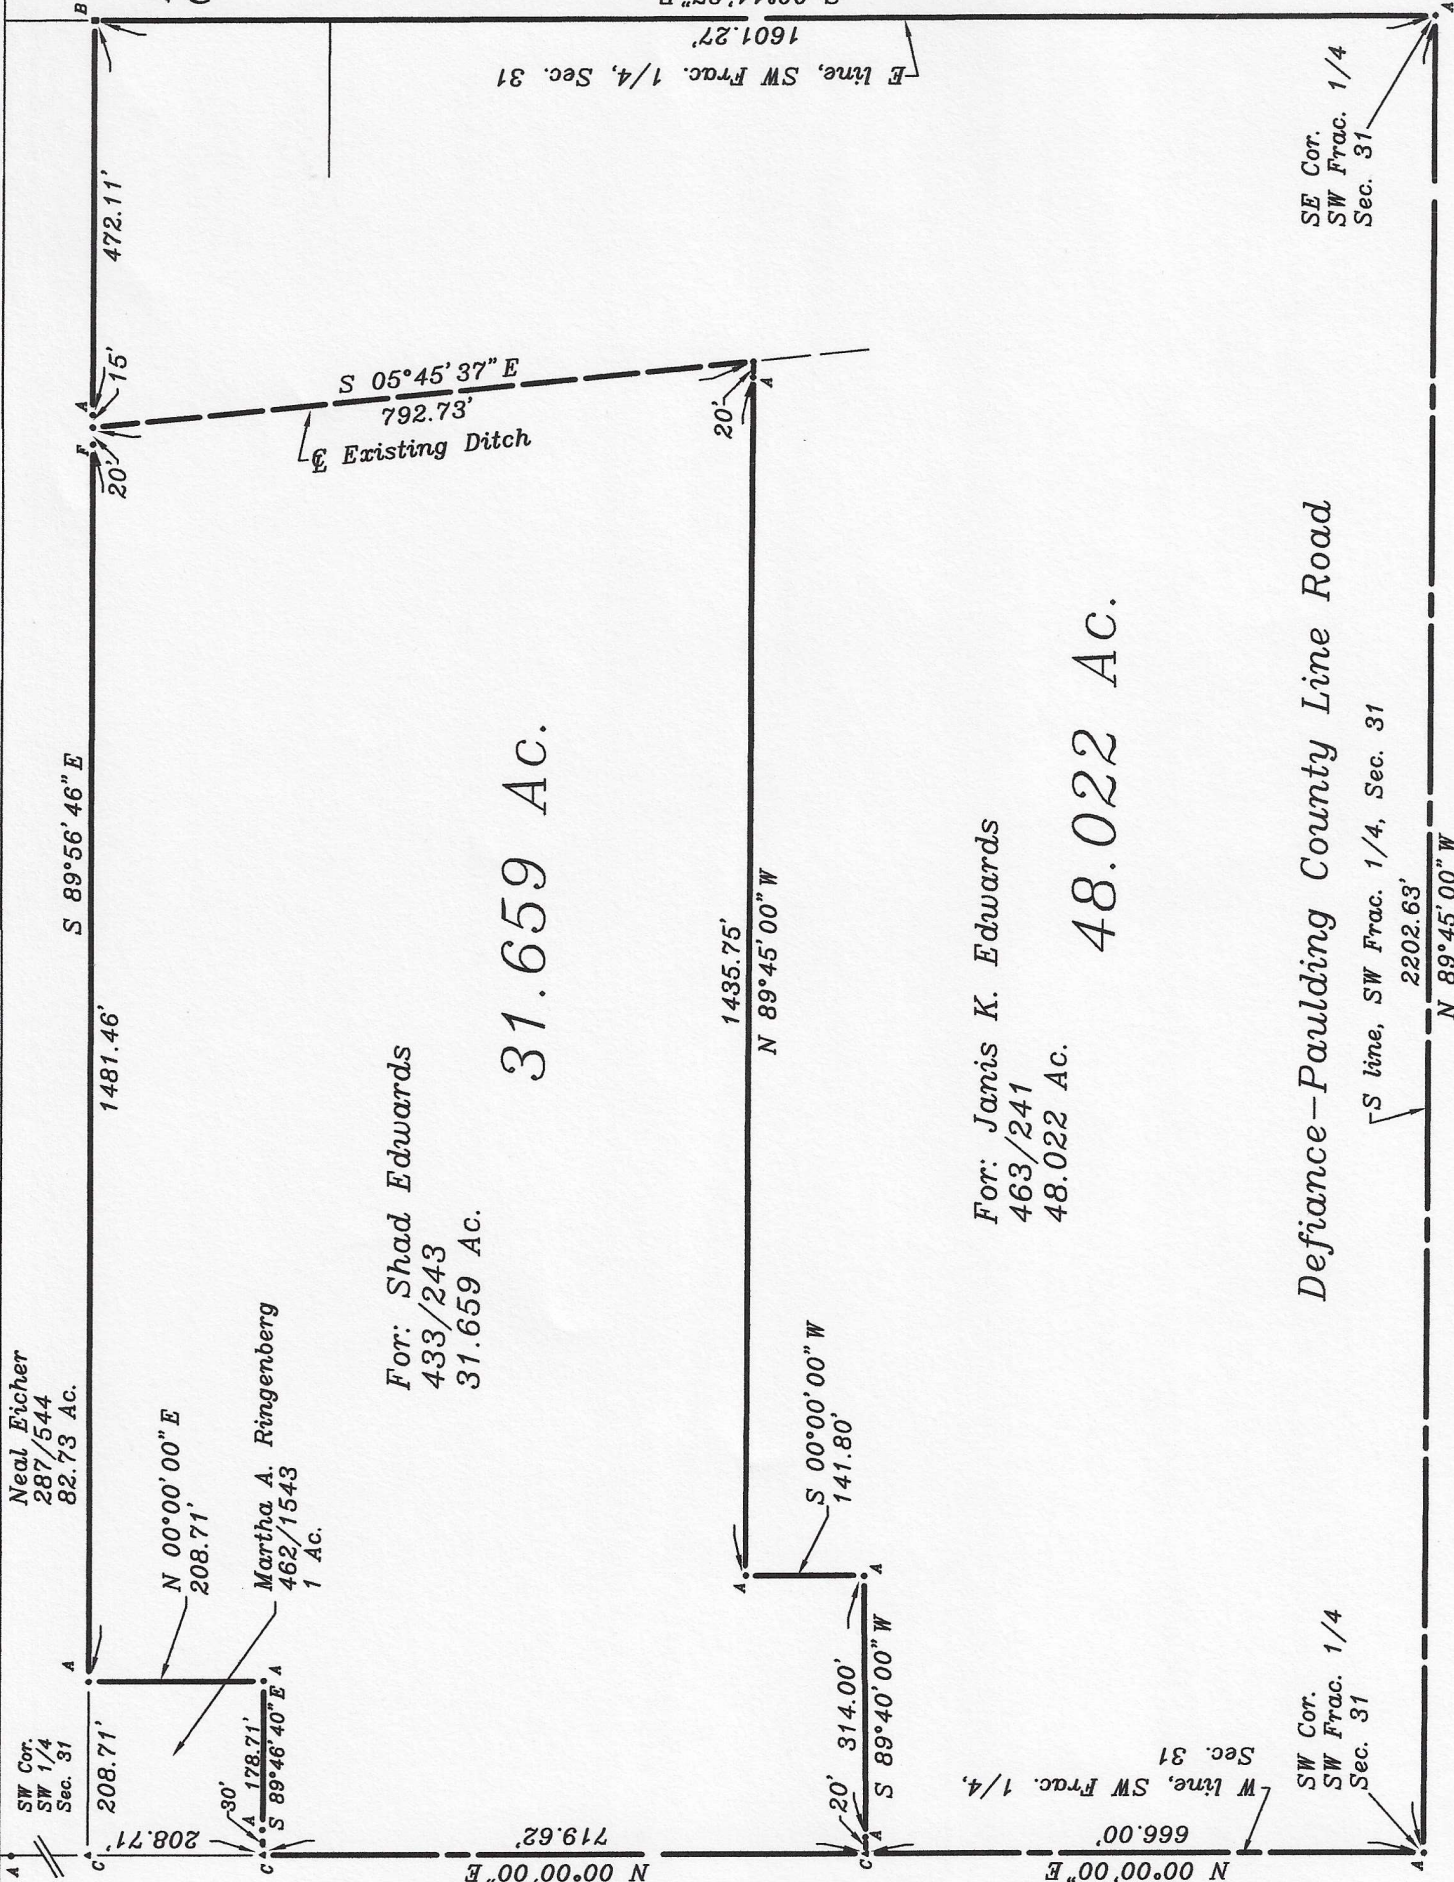 Neal Eicher
287/544
82.73 Ac.
SW Cor.
SW 1/4
Sec. 31
A
C
208.71'
208.71'
A
N 00°00'00" E
208.71'
Martha A. Ringenberg
462/1543
1 Ac.
30'
A
178.71'
S 89°46'40" E
A
C
S 89°56'46" E
1481.46'
F
20'
A
15'
472.11'
B
S 05°45'37" E
792.73'
℄ Existing Ditch
1601.27'
E line, SW Frac. 1/4, Sec. 31
For: Shad Edwards
433/243
31.659 Ac.
31.659 Ac.
719.62'
N 00°00'00" E
20'
A
1435.75'
N 89°45'00" W
A
S 00°00'00" W
141.80'
A
20'
314.00'
S 89°40'00" W
A
C
For: Janis K. Edwards
463/241
48.022 Ac.
48.022 Ac.
666.00'
N 00°00'00" E
W line, SW Frac. 1/4,
Sec. 31
SW Cor.
SW Frac. 1/4
Sec. 31
A
SE Cor.
SW Frac. 1/4
Sec. 31
A
Defiance-Paulding County Line Road
S line, SW Frac. 1/4, Sec. 31
2202.63'
N 89°45'00" W